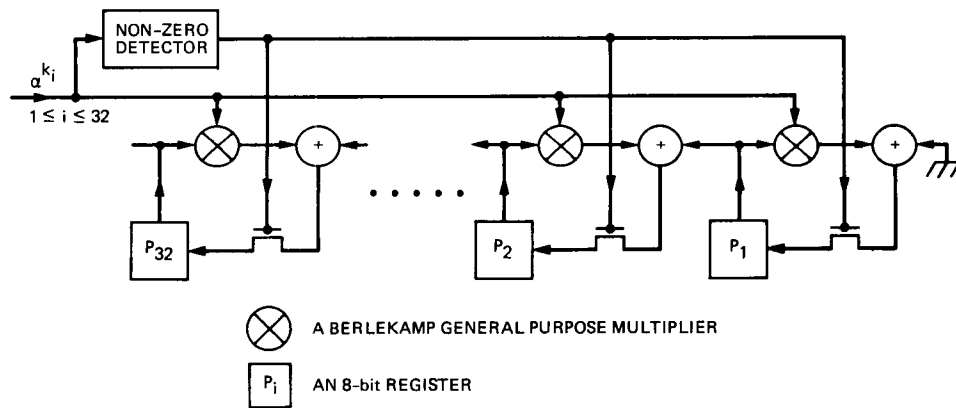 NON-ZERO
DETECTOR
α^{k_i}
1 ≤ i ≤ 32
P₃₂
P₂
P₁
A BERLEKAMP GENERAL PURPOSE MULTIPLIER
Pᵢ
AN 8-bit REGISTER